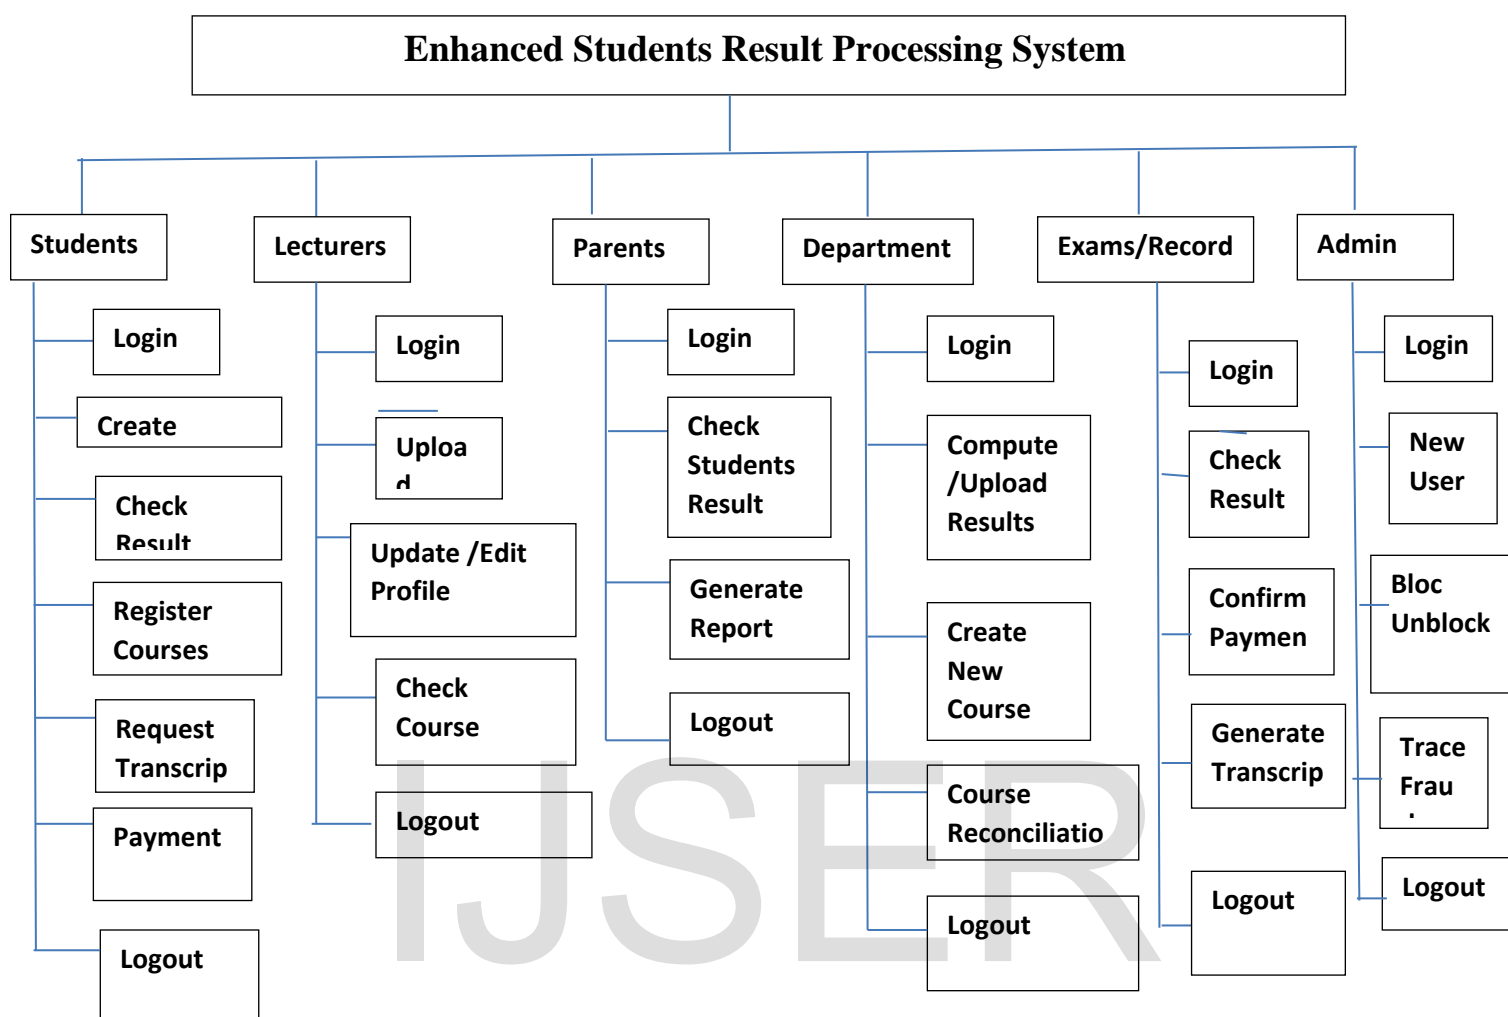 Enhanced Students Result Processing System
Students
Lecturers
Parents
Department
Exams/Record
Admin
Login
Create
Check
Result
Register
Courses
Request
Transcrip
Payment
Logout
Login
Uploa
d
Update /Edit
Profile
Check
Course
Logout
Login
Check
Students
Result
Generate
Report
Logout
Login
Compute
/Upload
Results
Create
New
Course
Course
Reconciliatio
Logout
Login
Check
Result
Confirm
Paymen
Generate
Transcrip
Logout
Login
New
User
Bloc
Unblock
Trace
Frau
Logout
IJSER